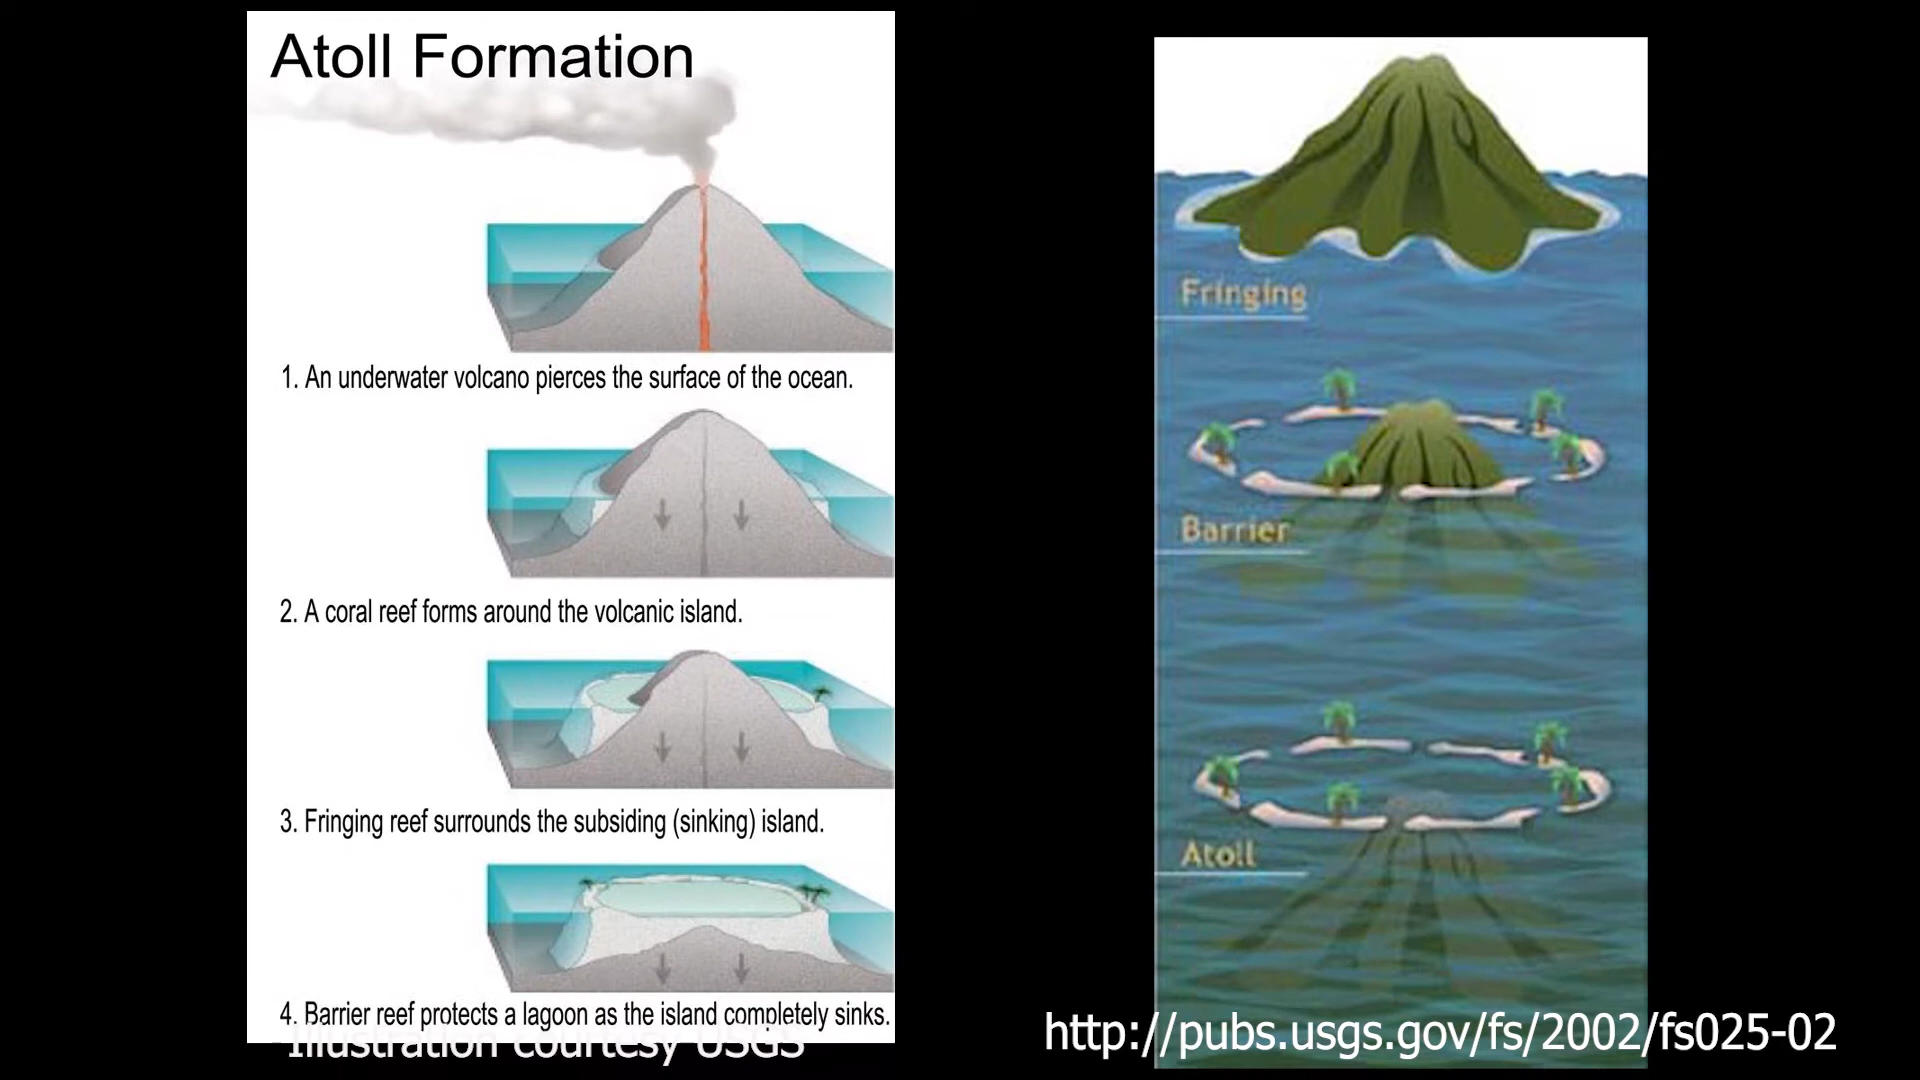 Atoll Formation
1. An underwater volcano pierces the surface of the ocean.
2. A coral reef forms around the volcanic island.
3. Fringing reef surrounds the subsiding (sinking) island.
4. Barrier reef protects a lagoon as the island completely sinks.
Illustration courtesy USGS
Fringing
Barrier
Atoll
http://pubs.usgs.gov/fs/2002/fs025-02